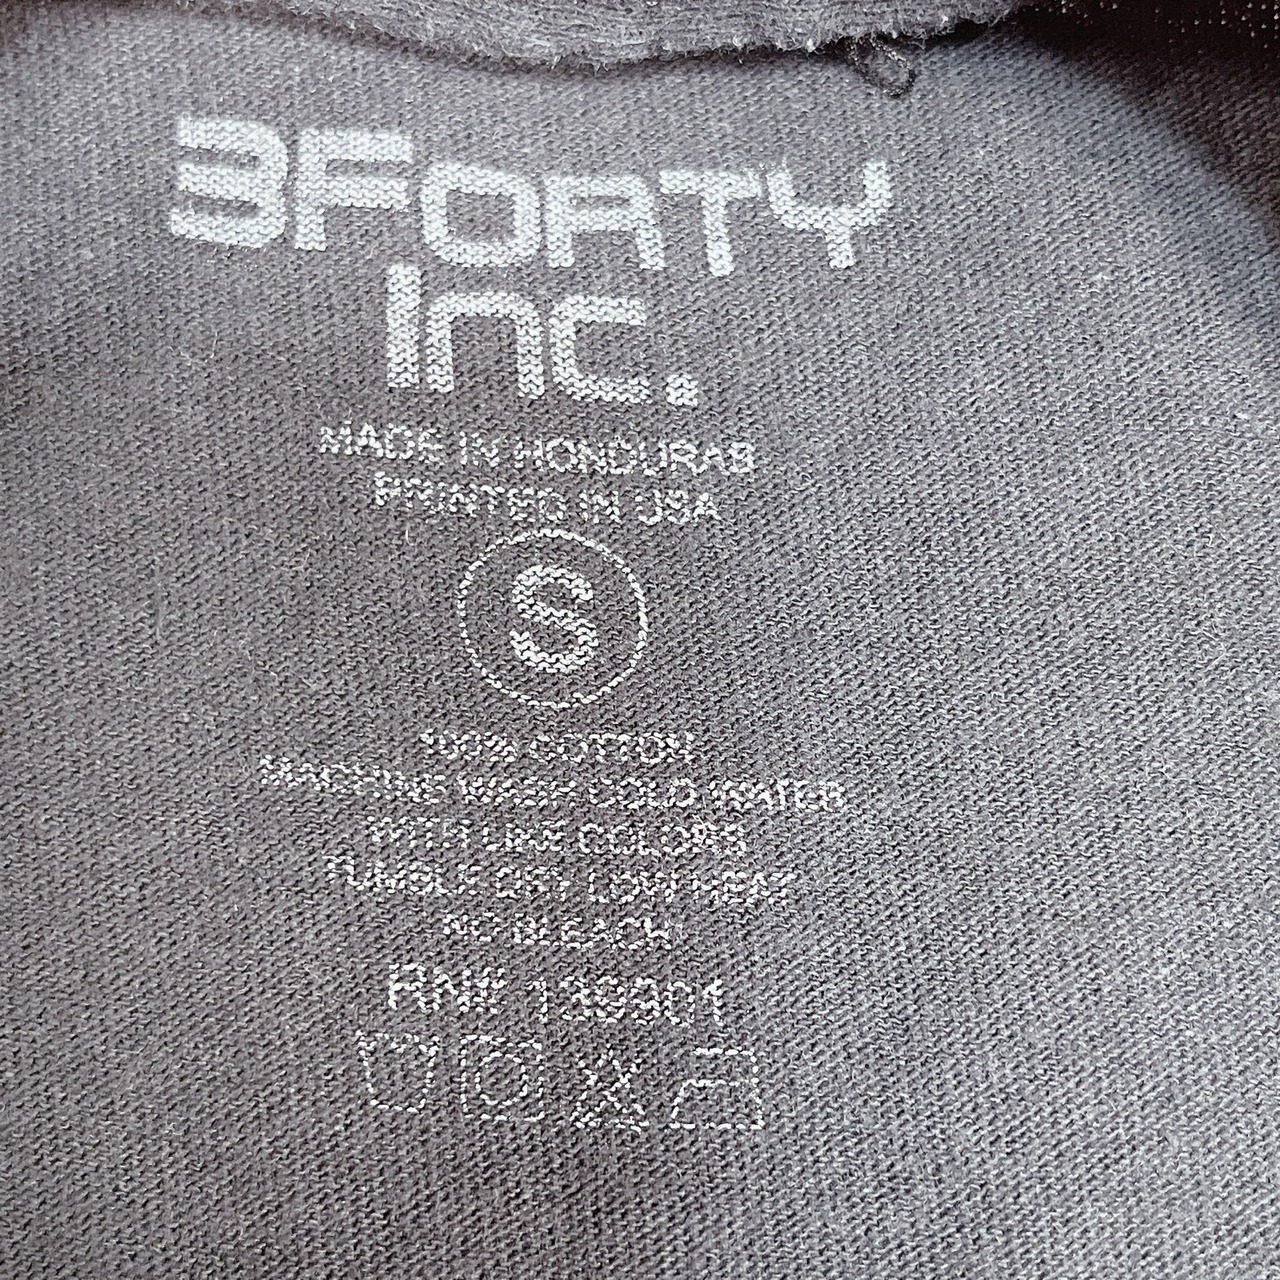 3FORTY
Inc.
MADE IN HONDURAS
PRINTED IN USA
S
100% COTTON
MACHINE WASH COLD WATER
WITH LIKE COLORS
TUMBLE DRY LOW HEAT
NO BLEACH
RN# 139901